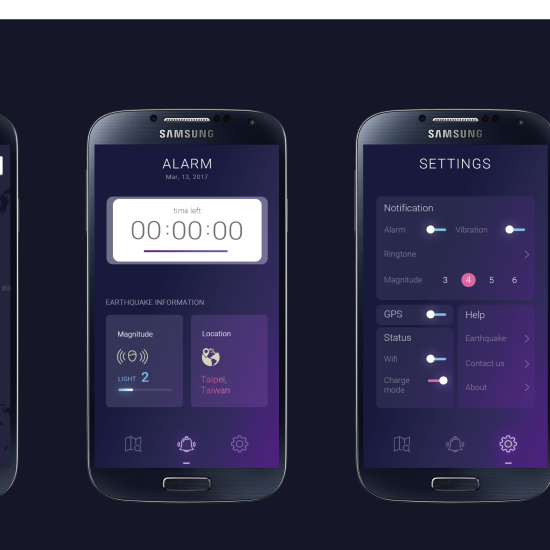 SAMSUNG
ALARM
Mar, 13, 2017
time left
00:00:00
EARTHQUAKE INFORMATION
Magnitude
LIGHT 2
Location
Taipei,
Taiwan
SAMSUNG
SETTINGS
Notification
Alarm Vibration
Ringtone
Magnitude 3 4 5 6
GPS
Status
Wifi
Charge
mode
Help
Earthquake
Contact us
About